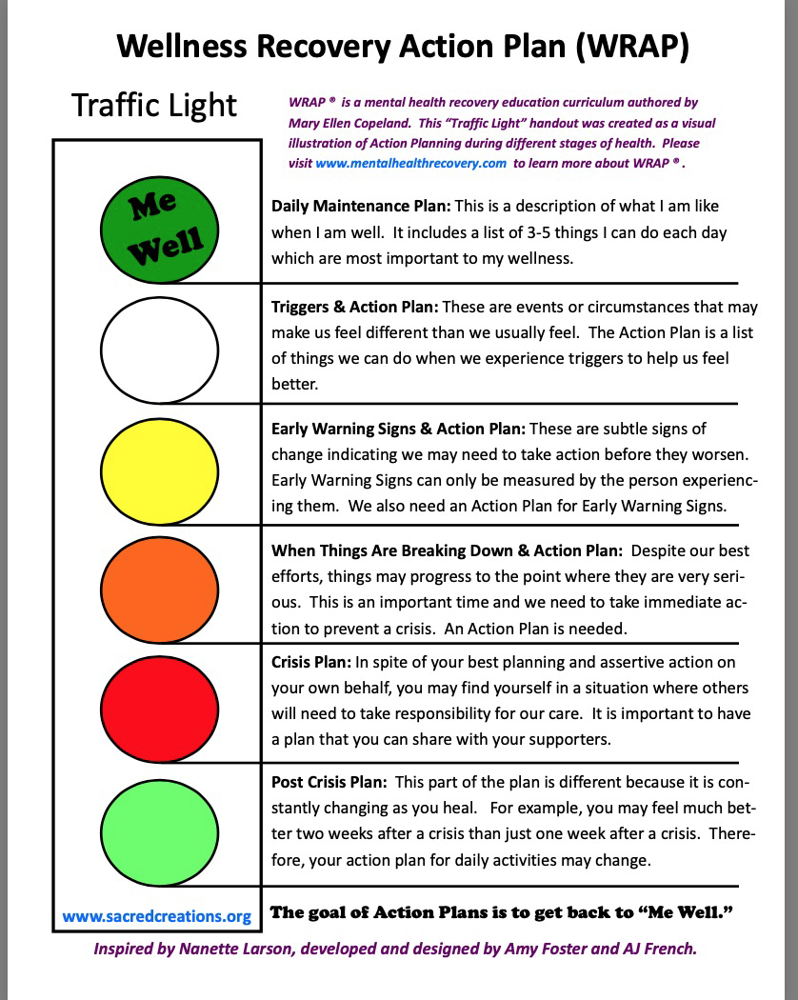 Wellness Recovery Action Plan (WRAP)
Traffic Light
WRAP ® is a mental health recovery education curriculum authored by
Mary Ellen Copeland. This “Traffic Light” handout was created as a visual
illustration of Action Planning during different stages of health. Please
visit www.mentalhealthrecovery.com to learn more about WRAP ® .
Me
Well
Daily Maintenance Plan: This is a description of what I am like
when I am well. It includes a list of 3-5 things I can do each day
which are most important to my wellness.
Triggers & Action Plan: These are events or circumstances that may
make us feel different than we usually feel. The Action Plan is a list
of things we can do when we experience triggers to help us feel
better.
Early Warning Signs & Action Plan: These are subtle signs of
change indicating we may need to take action before they worsen.
Early Warning Signs can only be measured by the person experienc-
ing them. We also need an Action Plan for Early Warning Signs.
When Things Are Breaking Down & Action Plan: Despite our best
efforts, things may progress to the point where they are very seri-
ous. This is an important time and we need to take immediate ac-
tion to prevent a crisis. An Action Plan is needed.
Crisis Plan: In spite of your best planning and assertive action on
your own behalf, you may find yourself in a situation where others
will need to take responsibility for our care. It is important to have
a plan that you can share with your supporters.
Post Crisis Plan: This part of the plan is different because it is con-
stantly changing as you heal. For example, you may feel much bet-
ter two weeks after a crisis than just one week after a crisis. There-
fore, your action plan for daily activities may change.
www.sacredcreations.org
The goal of Action Plans is to get back to “Me Well.”
Inspired by Nanette Larson, developed and designed by Amy Foster and AJ French.